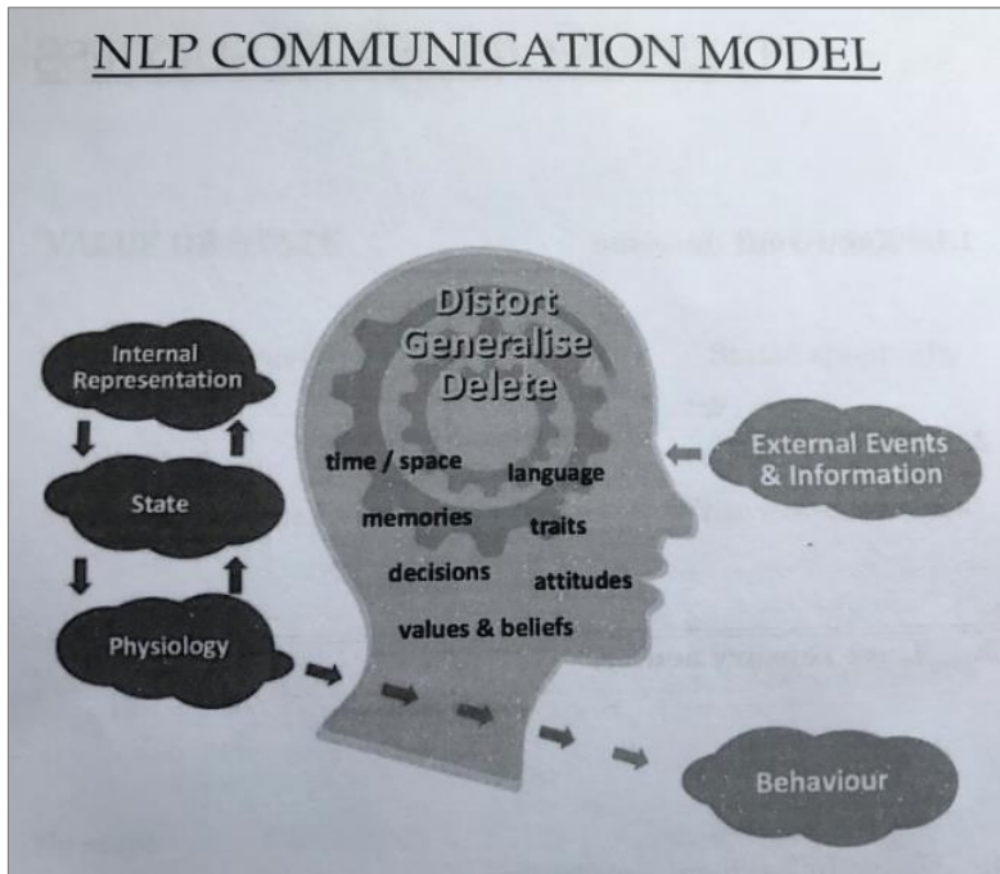 NLP COMMUNICATION MODEL
Distort
Generalise
Delete
Internal
Representation
State
Physiology
time / space
language
memories
traits
decisions
attitudes
values & beliefs
External Events
& Information
Behaviour